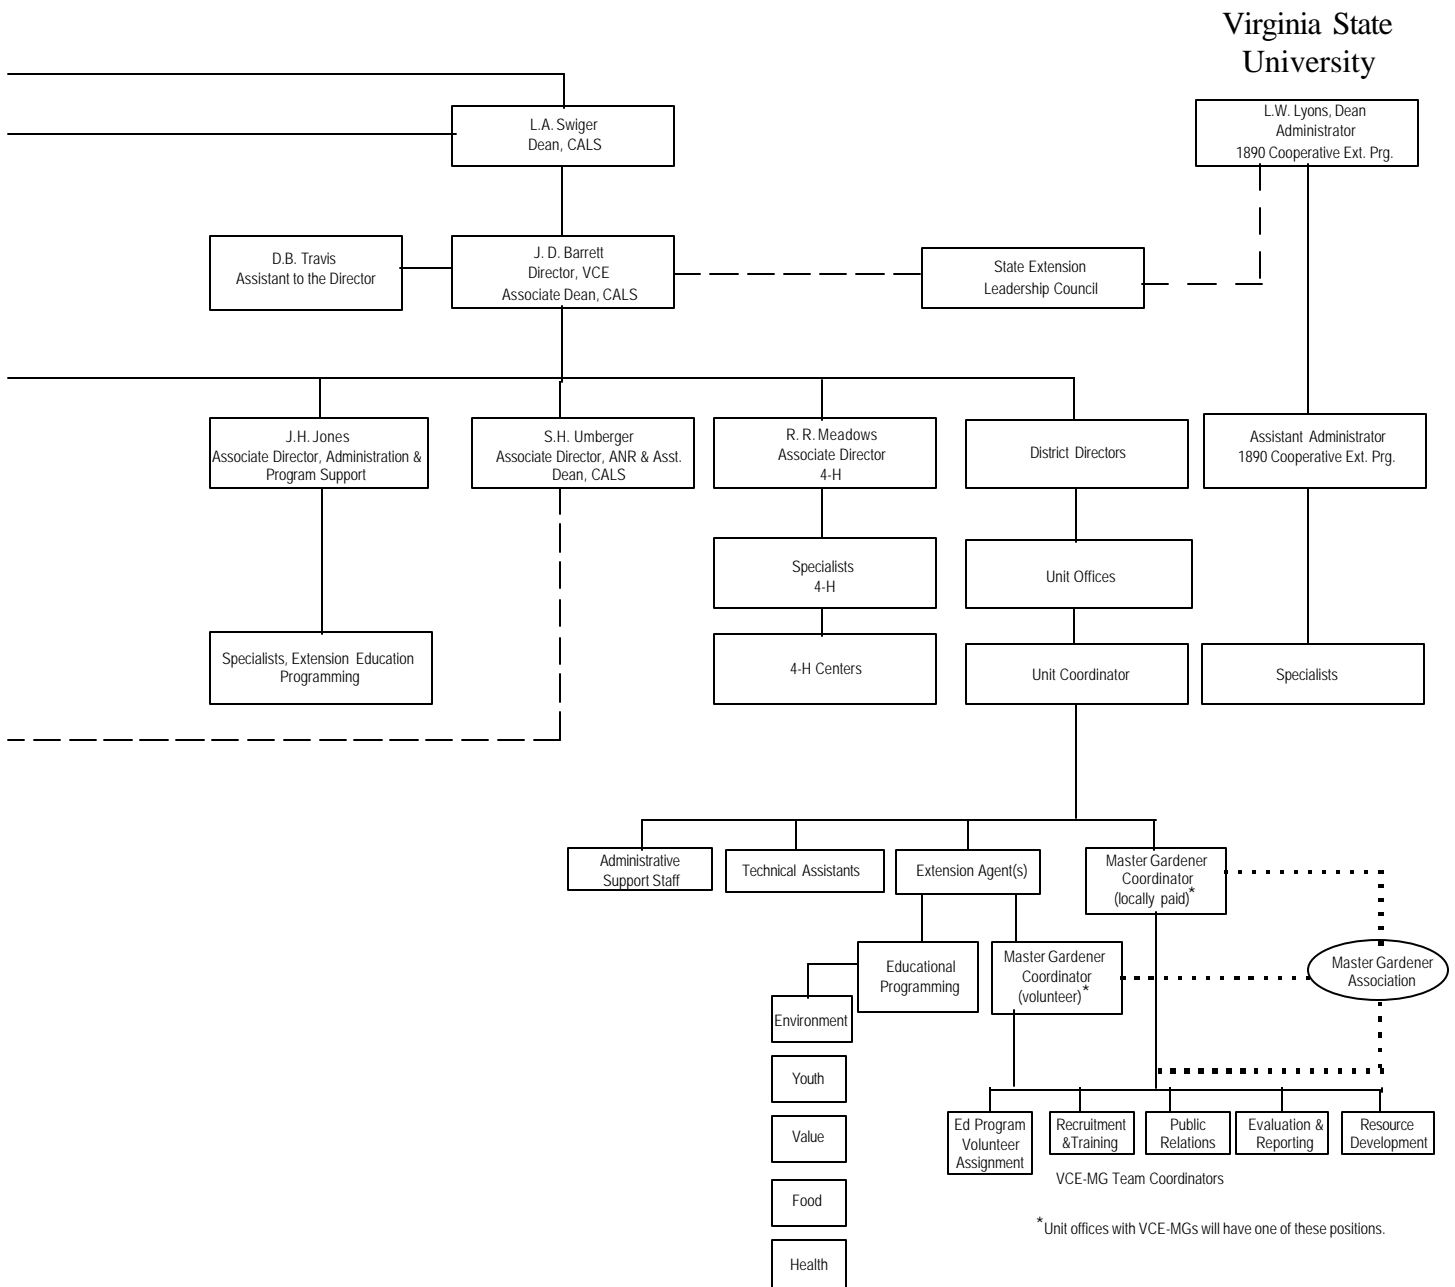 Virginia State
University
L.W. Lyons, Dean
Administrator
1890 Cooperative Ext. Prg.
L.A. Swiger
Dean, CALS
D.B. Travis
Assistant to the Director
J. D. Barrett
Director, VCE
Associate Dean, CALS
State Extension
Leadership Council
J.H. Jones
Associate Director, Administration &
Program Support
S.H. Umberger
Associate Director, ANR & Asst.
Dean, CALS
R. R. Meadows
Associate Director
4-H
District Directors
Assistant Administrator
1890 Cooperative Ext. Prg.
Specialists
4-H
Unit Offices
Specialists, Extension Education
Programming
4-H Centers
Unit Coordinator
Specialists
Administrative
Support Staff
Technical Assistants
Extension Agent(s)
Master Gardener
Coordinator
(locally paid)*
Educational
Programming
Master Gardener
Coordinator
(volunteer)*
Master Gardener
Association
Environment
Youth
Value
Food
Health
Ed Program
Volunteer
Assignment
Recruitment
&Training
Public
Relations
Evaluation &
Reporting
Resource
Development
VCE-MG Team Coordinators
*Unit offices with VCE-MGs will have one of these positions.